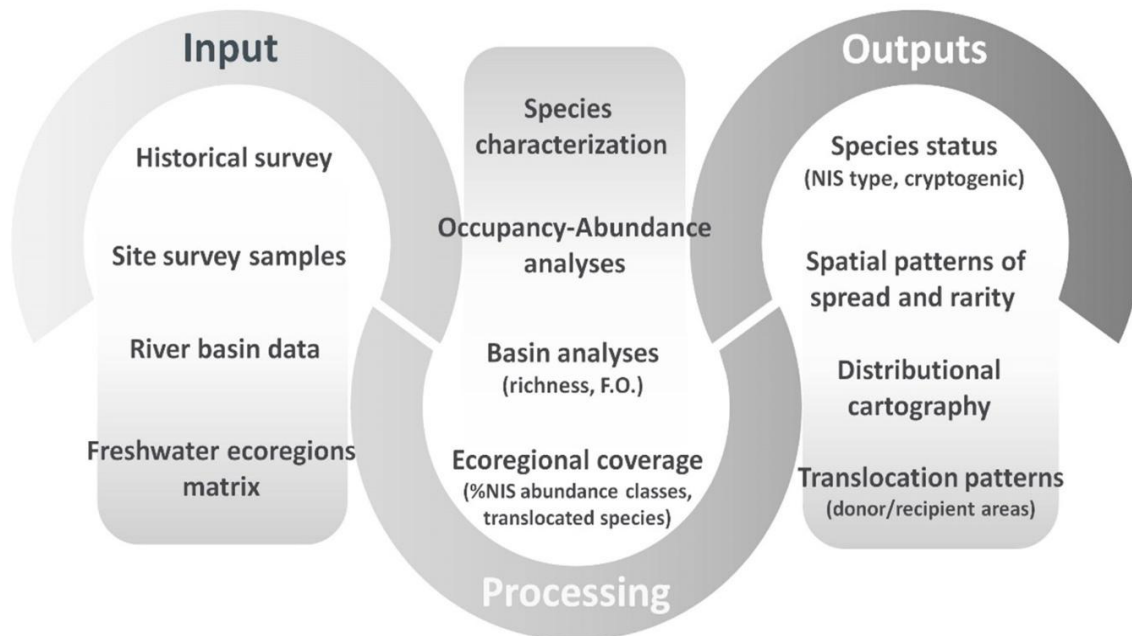 Input
Historical survey
Site survey samples
River basin data
Freshwater ecoregions
matrix
Species
characterization
Occupancy-Abundance
analyses
Basin analyses
(richness, F.O.)
Ecoregional coverage
(%NIS abundance classes,
translocated species)
Processing
Outputs
Species status
(NIS type, cryptogenic)
Spatial patterns of
spread and rarity
Distributional
cartography
Translocation patterns
(donor/recipient areas)